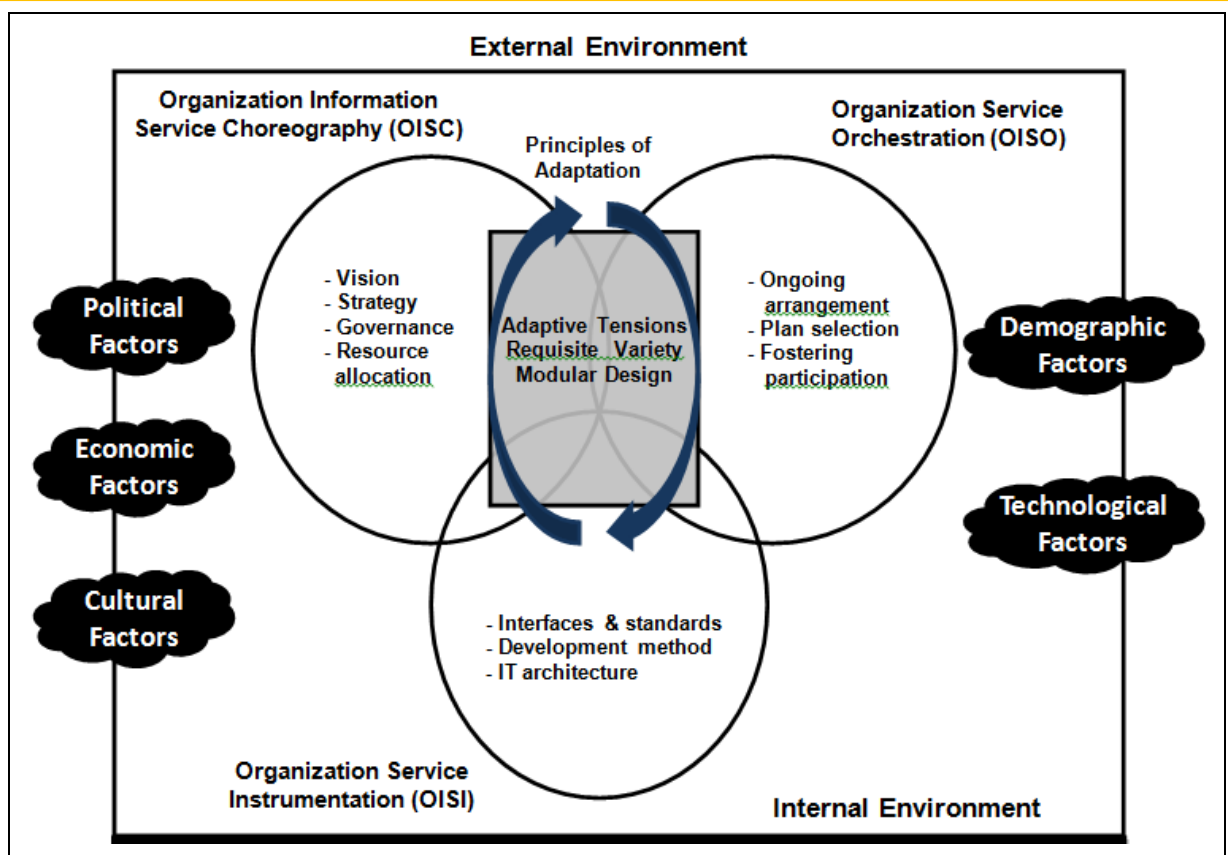 External Environment
Organization Information
Service Choreography (OISC)
Organization Service
Orchestration (OISO)
Principles of
Adaptation
- Vision
- Strategy
- Governance
- Resource
allocation
Adaptive Tensions
Requisite Variety
Modular Design
- Ongoing
arrangement
- Plan selection
- Fostering
participation
Political
Factors
Economic
Factors
Cultural
Factors
Demographic
Factors
Technological
Factors
- Interfaces & standards
- Development method
- IT architecture
Organization Service
Instrumentation (OISI)
Internal Environment